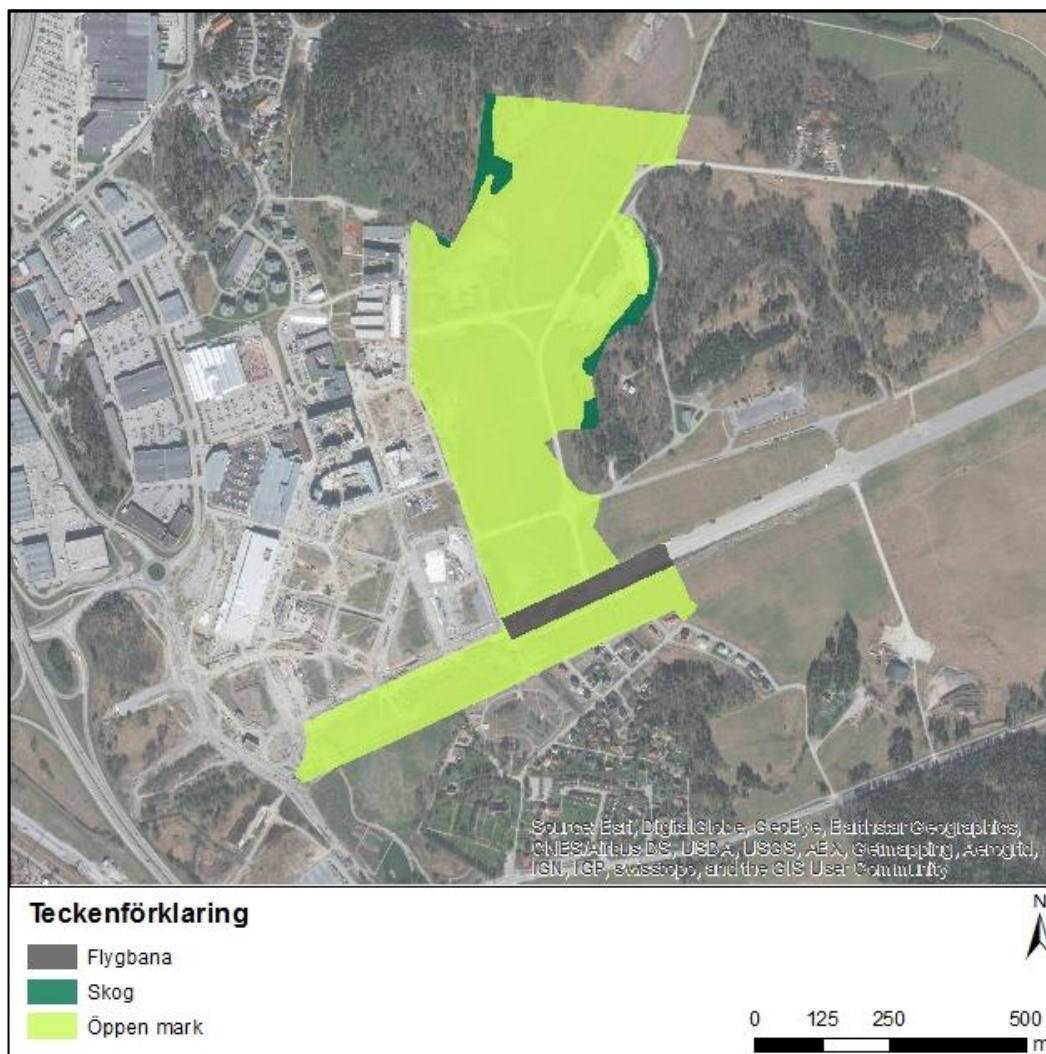 Source: Esri, DigitalGlobe, GeoEye, Earthstar Geographics,
CNES/Airbus DS, USDA, USGS, AEX, Getmapping, Aerogrid,
IGN, IGP, swisstopo, and the GIS User Community
Teckenförklaring
Flygbana
Skog
Öppen mark
N
0 125 250 500
m